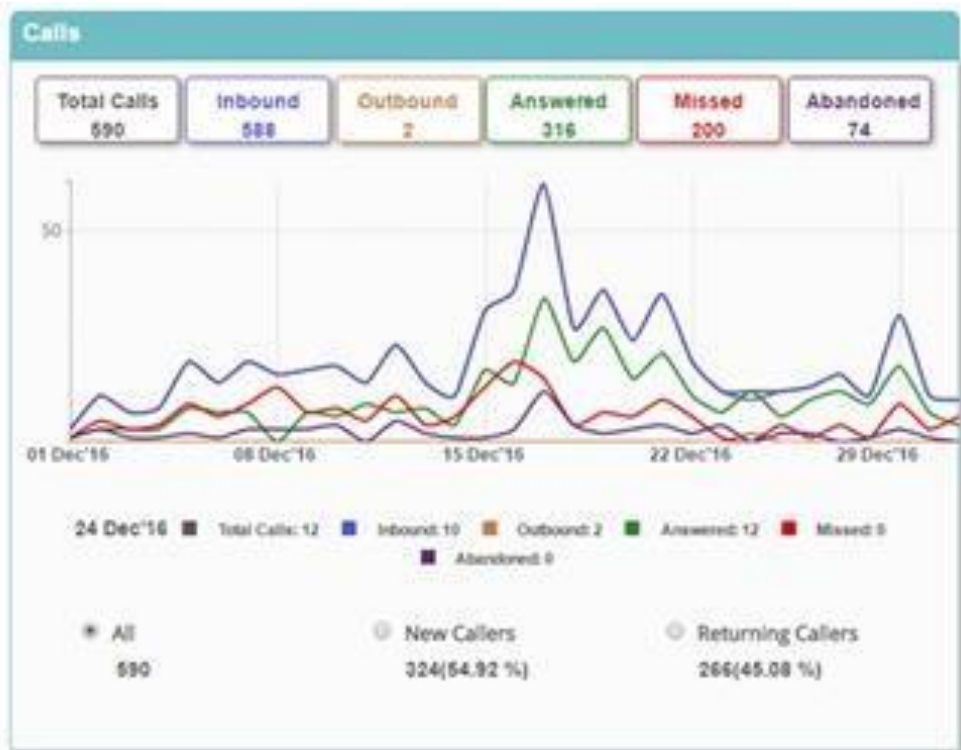 Calls
Total Calls Inbound Outbound Answered Missed Abandoned
590 588 2 316 200 74
50
00
01 Dec'16 08 Dec'16 15 Dec'16 22 Dec'16 29 Dec'16
24 Dec'16 Total Calls: 12 Inbound: 10 Outbound: 2 Answered: 12 Missed: 0
Abandoned: 0
All New Callers Returning Callers
590 324(54.92 %) 266(45.08 %)